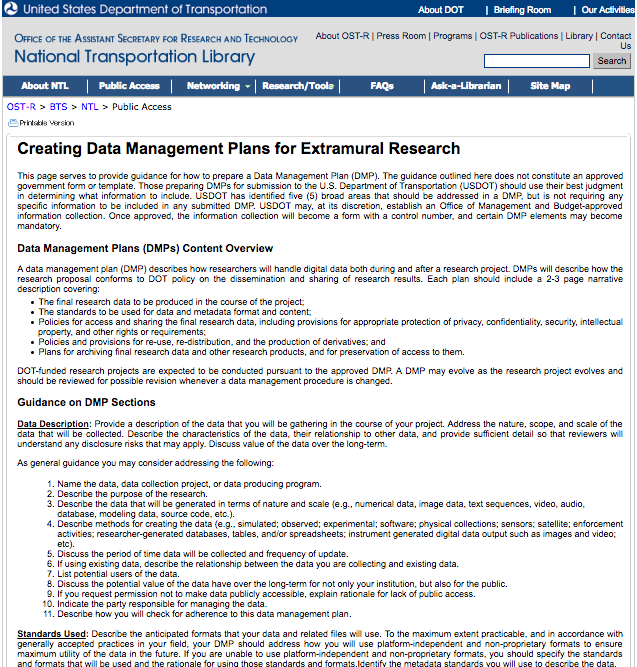 United States Department of Transportation
About DOT | Briefing Room | Our Activities
OFFICE OF THE ASSISTANT SECRETARY FOR RESEARCH AND TECHNOLOGY
National Transportation Library
About OST-R | Press Room | Programs | OST-R Publications | Library | Contact
Us
Search
About NTL | Public Access | Networking | Research/Tools | FAQs | Ask-a-Librarian | Site Map
OST-R > BTS > NTL > Public Access
Printable Version
Creating Data Management Plans for Extramural Research
This page serves to provide guidance for how to prepare a Data Management Plan (DMP). The guidance outlined here does not constitute an approved
government form or template. Those preparing DMPs for submission to the U.S. Department of Transportation (USDOT) should use their best judgment
in determining what information to include. USDOT has identified five (5) broad areas that should be addressed in a DMP, but is not requiring any
specific information to be included in any submitted DMP. USDOT may, at its discretion, establish an Office of Management and Budget-approved
information collection. Once approved, the information collection will become a form with a control number, and certain DMP elements may become
mandatory.
Data Management Plans (DMPs) Content Overview
A data management plan (DMP) describes how researchers will handle digital data both during and after a research project. DMPs will describe how the
research proposal conforms to DOT policy on the dissemination and sharing of research results. Each plan should include a 2-3 page narrative
description covering:
• The final research data to be produced in the course of the project;
• The standards to be used for data and metadata format and content;
• Policies for access and sharing the final research data, including provisions for appropriate protection of privacy, confidentiality, security, intellectual
property, and other rights or requirements;
• Policies and provisions for re-use, re-distribution, and the production of derivatives; and
• Plans for archiving final research data and other research products, and for preservation of access to them.
DOT-funded research projects are expected to be conducted pursuant to the approved DMP. A DMP may evolve as the research project evolves and
should be reviewed for possible revision whenever a data management procedure is changed.
Guidance on DMP Sections
Data Description: Provide a description of the data that you will be gathering in the course of your project. Address the nature, scope, and scale of the
data that will be collected. Describe the characteristics of the data, their relationship to other data, and provide sufficient detail so that reviewers will
understand any disclosure risks that may apply. Discuss value of the data over the long-term.
As general guidance you may consider addressing the following:
1. Name the data, data collection project, or data producing program.
2. Describe the purpose of the research.
3. Describe the data that will be generated in terms of nature and scale (e.g., numerical data, image data, text sequences, video, audio,
database, modeling data, source code, etc.).
4. Describe methods for creating the data (e.g., simulated; observed; experimental; software; physical collections; sensors; satellite; enforcement
activities; researcher-generated databases, tables, and/or spreadsheets; instrument generated digital data output such as images and video;
etc).
5. Discuss the period of time data will be collected and frequency of update.
6. If using existing data, describe the relationship between the data you are collecting and existing data.
7. List potential users of the data.
8. Discuss the potential value of the data have over the long-term for not only your institution, but also for the public.
9. If you request permission not to make data publicly accessible, explain rationale for lack of public access.
10. Indicate the party responsible for managing the data.
11. Describe how you will check for adherence to this data management plan.
Standards Used: Describe the anticipated formats that your data and related files will use. To the maximum extent practicable, and in accordance with
generally accepted practices in your field, your DMP should address how you will use platform-independent and non-proprietary formats to ensure
maximum utility of the data in the future. If you are unable to use platform-independent and non-proprietary formats, you should specify the standards
and formats that will be used and the rationale for using those standards and formats.Identify the metadata standards you will use to describe the data.